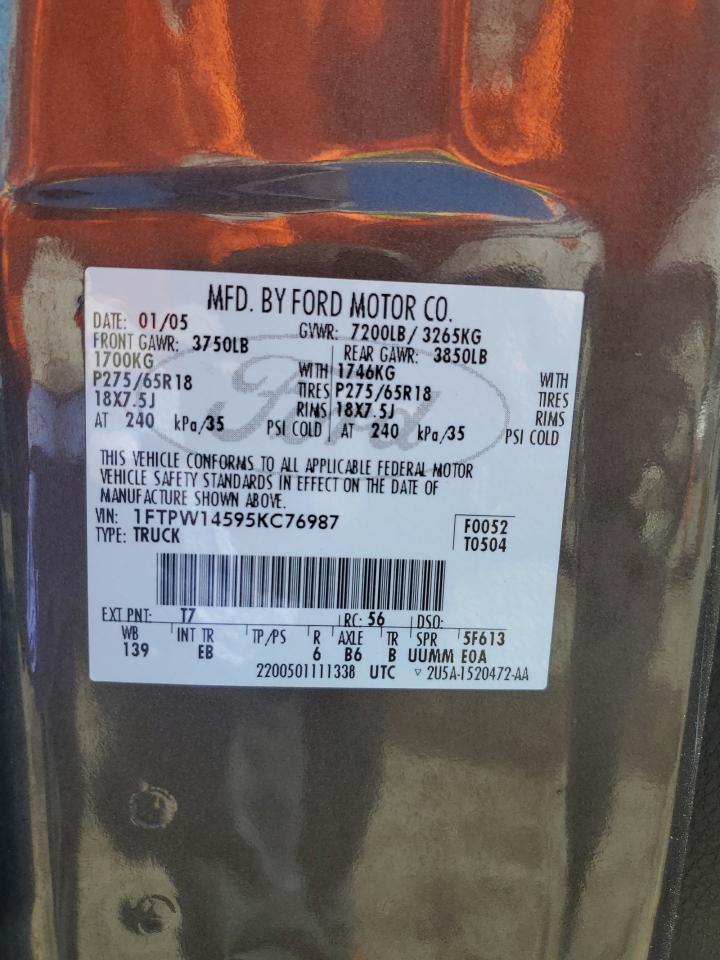 MFD. BY FORD MOTOR CO.
DATE: 01/05 GVWR: 7200LB/ 3265KG
FRONT GAWR: 3750LB REAR GAWR: 3850LB
1700KG WITH 1746KG WITH
P275/65R18 TIRES P275/65R18 TIRES
18X7.5J RIMS 18X7.5J RIMS
AT 240 kPa/35 PSI COLD AT 240 kPa/35 PSI COLD
Ford
THIS VEHICLE CONFORMS TO ALL APPLICABLE FEDERAL MOTOR
VEHICLE SAFETY STANDARDS IN EFFECT ON THE DATE OF
MANUFACTURE SHOWN ABOVE.
VIN: 1FTPW14595KC76987 F0052
TYPE: TRUCK T0504
EXT PNT: T7 RC: 56 DSO:
WB INT TR TP/PS R AXLE TR SPR 5F613
139 EB 6 B6 B UUMM E0A
2200501111338 UTC ▽ 2U5A-1520472-AA